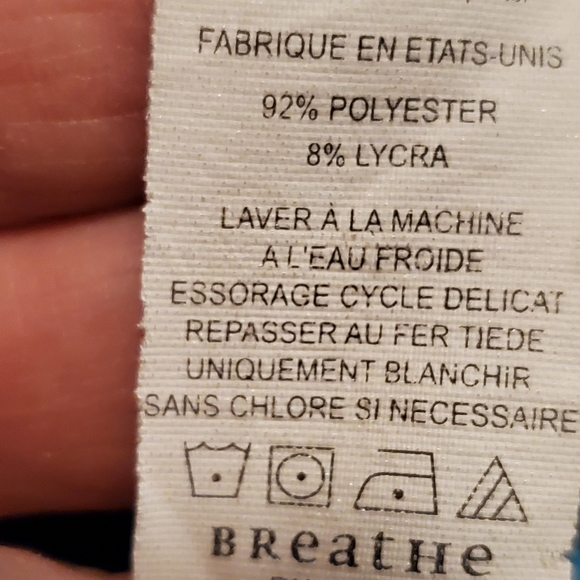 FABRIQUE EN ETATS-UNIS
92% POLYESTER
8% LYCRA
LAVER À LA MACHINE
A L'EAU FROIDE
ESSORAGE CYCLE DELICAT
REPASSER AU FER TIEDE
UNIQUEMENT BLANCHIR
SANS CHLORE SI NECESSAIRE
BReatHe